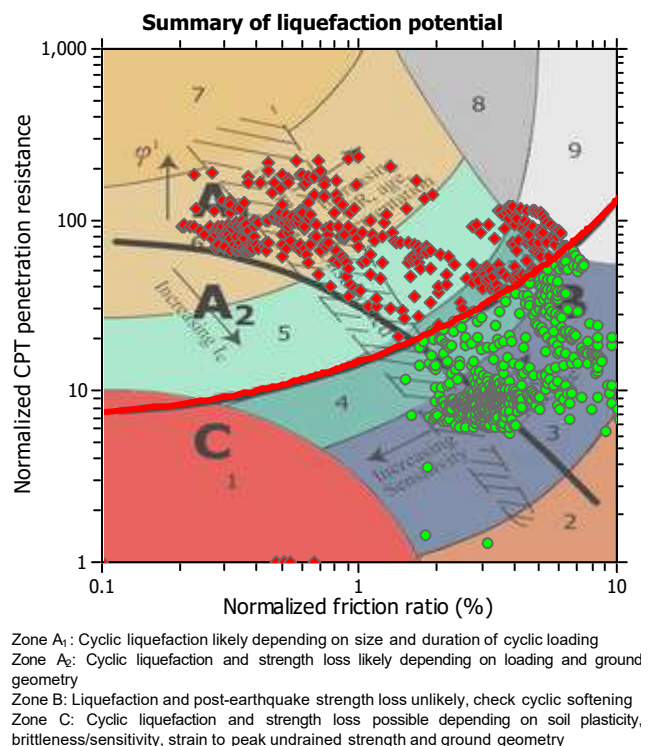 Summary of liquefaction potential
1,000
100
10
1
Normalized CPT penetration resistance
7
8
9
φ'
A
6
A₂
5
Increasing Ic
B
4
C
1
Increasing
Sensitivity
3
2
0.1
1
10
Normalized friction ratio (%)
Zone A₁: Cyclic liquefaction likely depending on size and duration of cyclic loading
Zone A₂: Cyclic liquefaction and strength loss likely depending on loading and ground
geometry
Zone B: Liquefaction and post-earthquake strength loss unlikely, check cyclic softening
Zone C: Cyclic liquefaction and strength loss possible depending on soil plasticity,
brittleness/sensitivity, strain to peak undrained strength and ground geometry